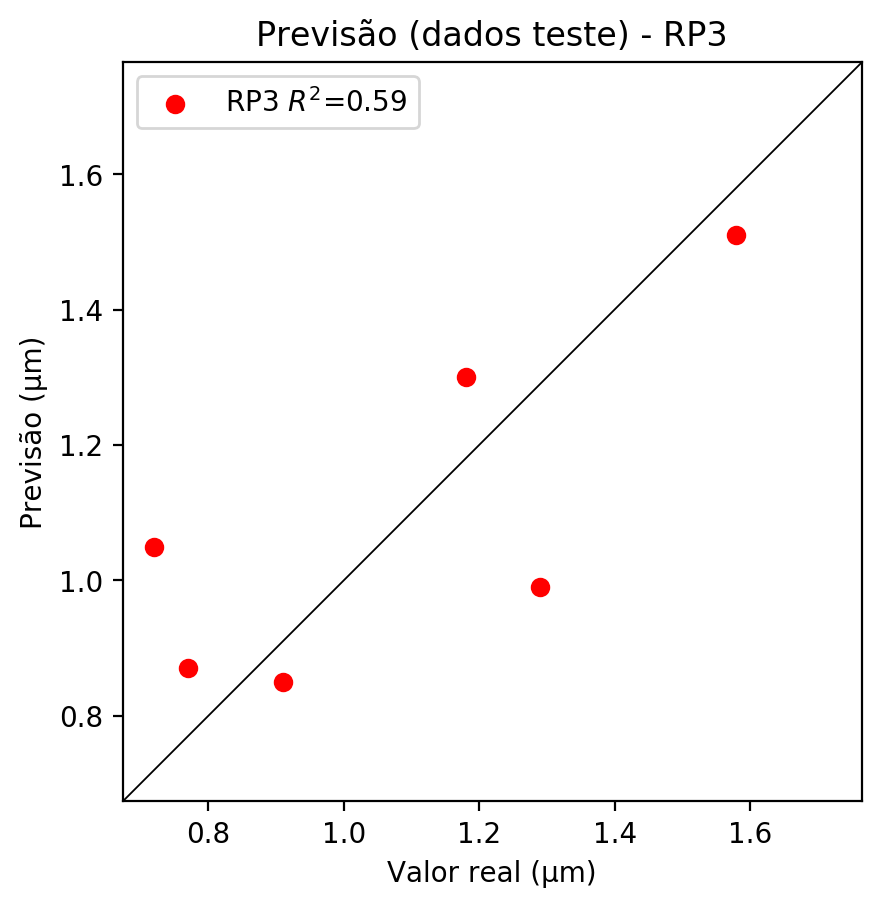 Previsão (dados teste) - RP3
RP3 R²=0.59
1.6
1.4
1.2
1.0
0.8
Previsão (μm)
0.8 1.0 1.2 1.4 1.6
Valor real (μm)